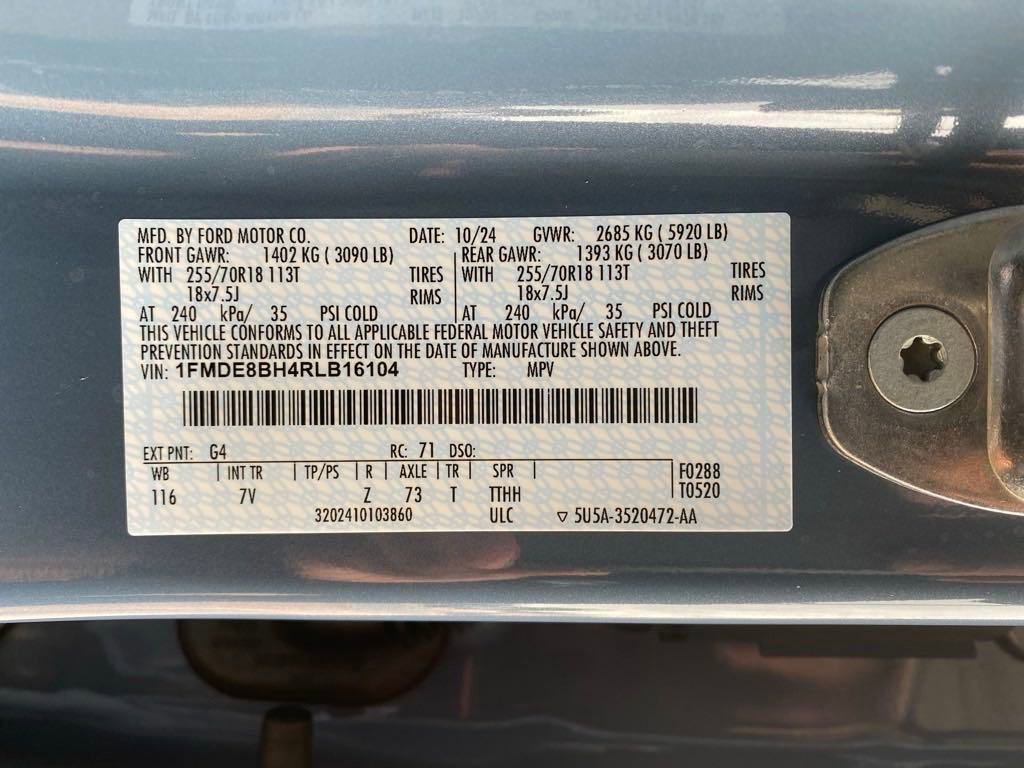 MFD. BY FORD MOTOR CO. DATE: 10/24 GVWR: 2685 KG ( 5920 LB)
FRONT GAWR: 1402 KG ( 3090 LB) REAR GAWR: 1393 KG ( 3070 LB)
WITH 255/70R18 113T TIRES WITH 255/70R18 113T TIRES
18x7.5J RIMS 18x7.5J RIMS
AT 240 kPa/ 35 PSI COLD AT 240 kPa/ 35 PSI COLD
THIS VEHICLE CONFORMS TO ALL APPLICABLE FEDERAL MOTOR VEHICLE SAFETY AND THEFT
PREVENTION STANDARDS IN EFFECT ON THE DATE OF MANUFACTURE SHOWN ABOVE.
VIN: 1FMDE8BH4RLB16104 TYPE: MPV
EXT PNT: G4 RC: 71 DSO:
WB INT TR TP/PS R AXLE TR SPR F0288
116 7V Z 73 T TTHH T0520
3202410103860 ULC ▽ 5U5A-3520472-AA